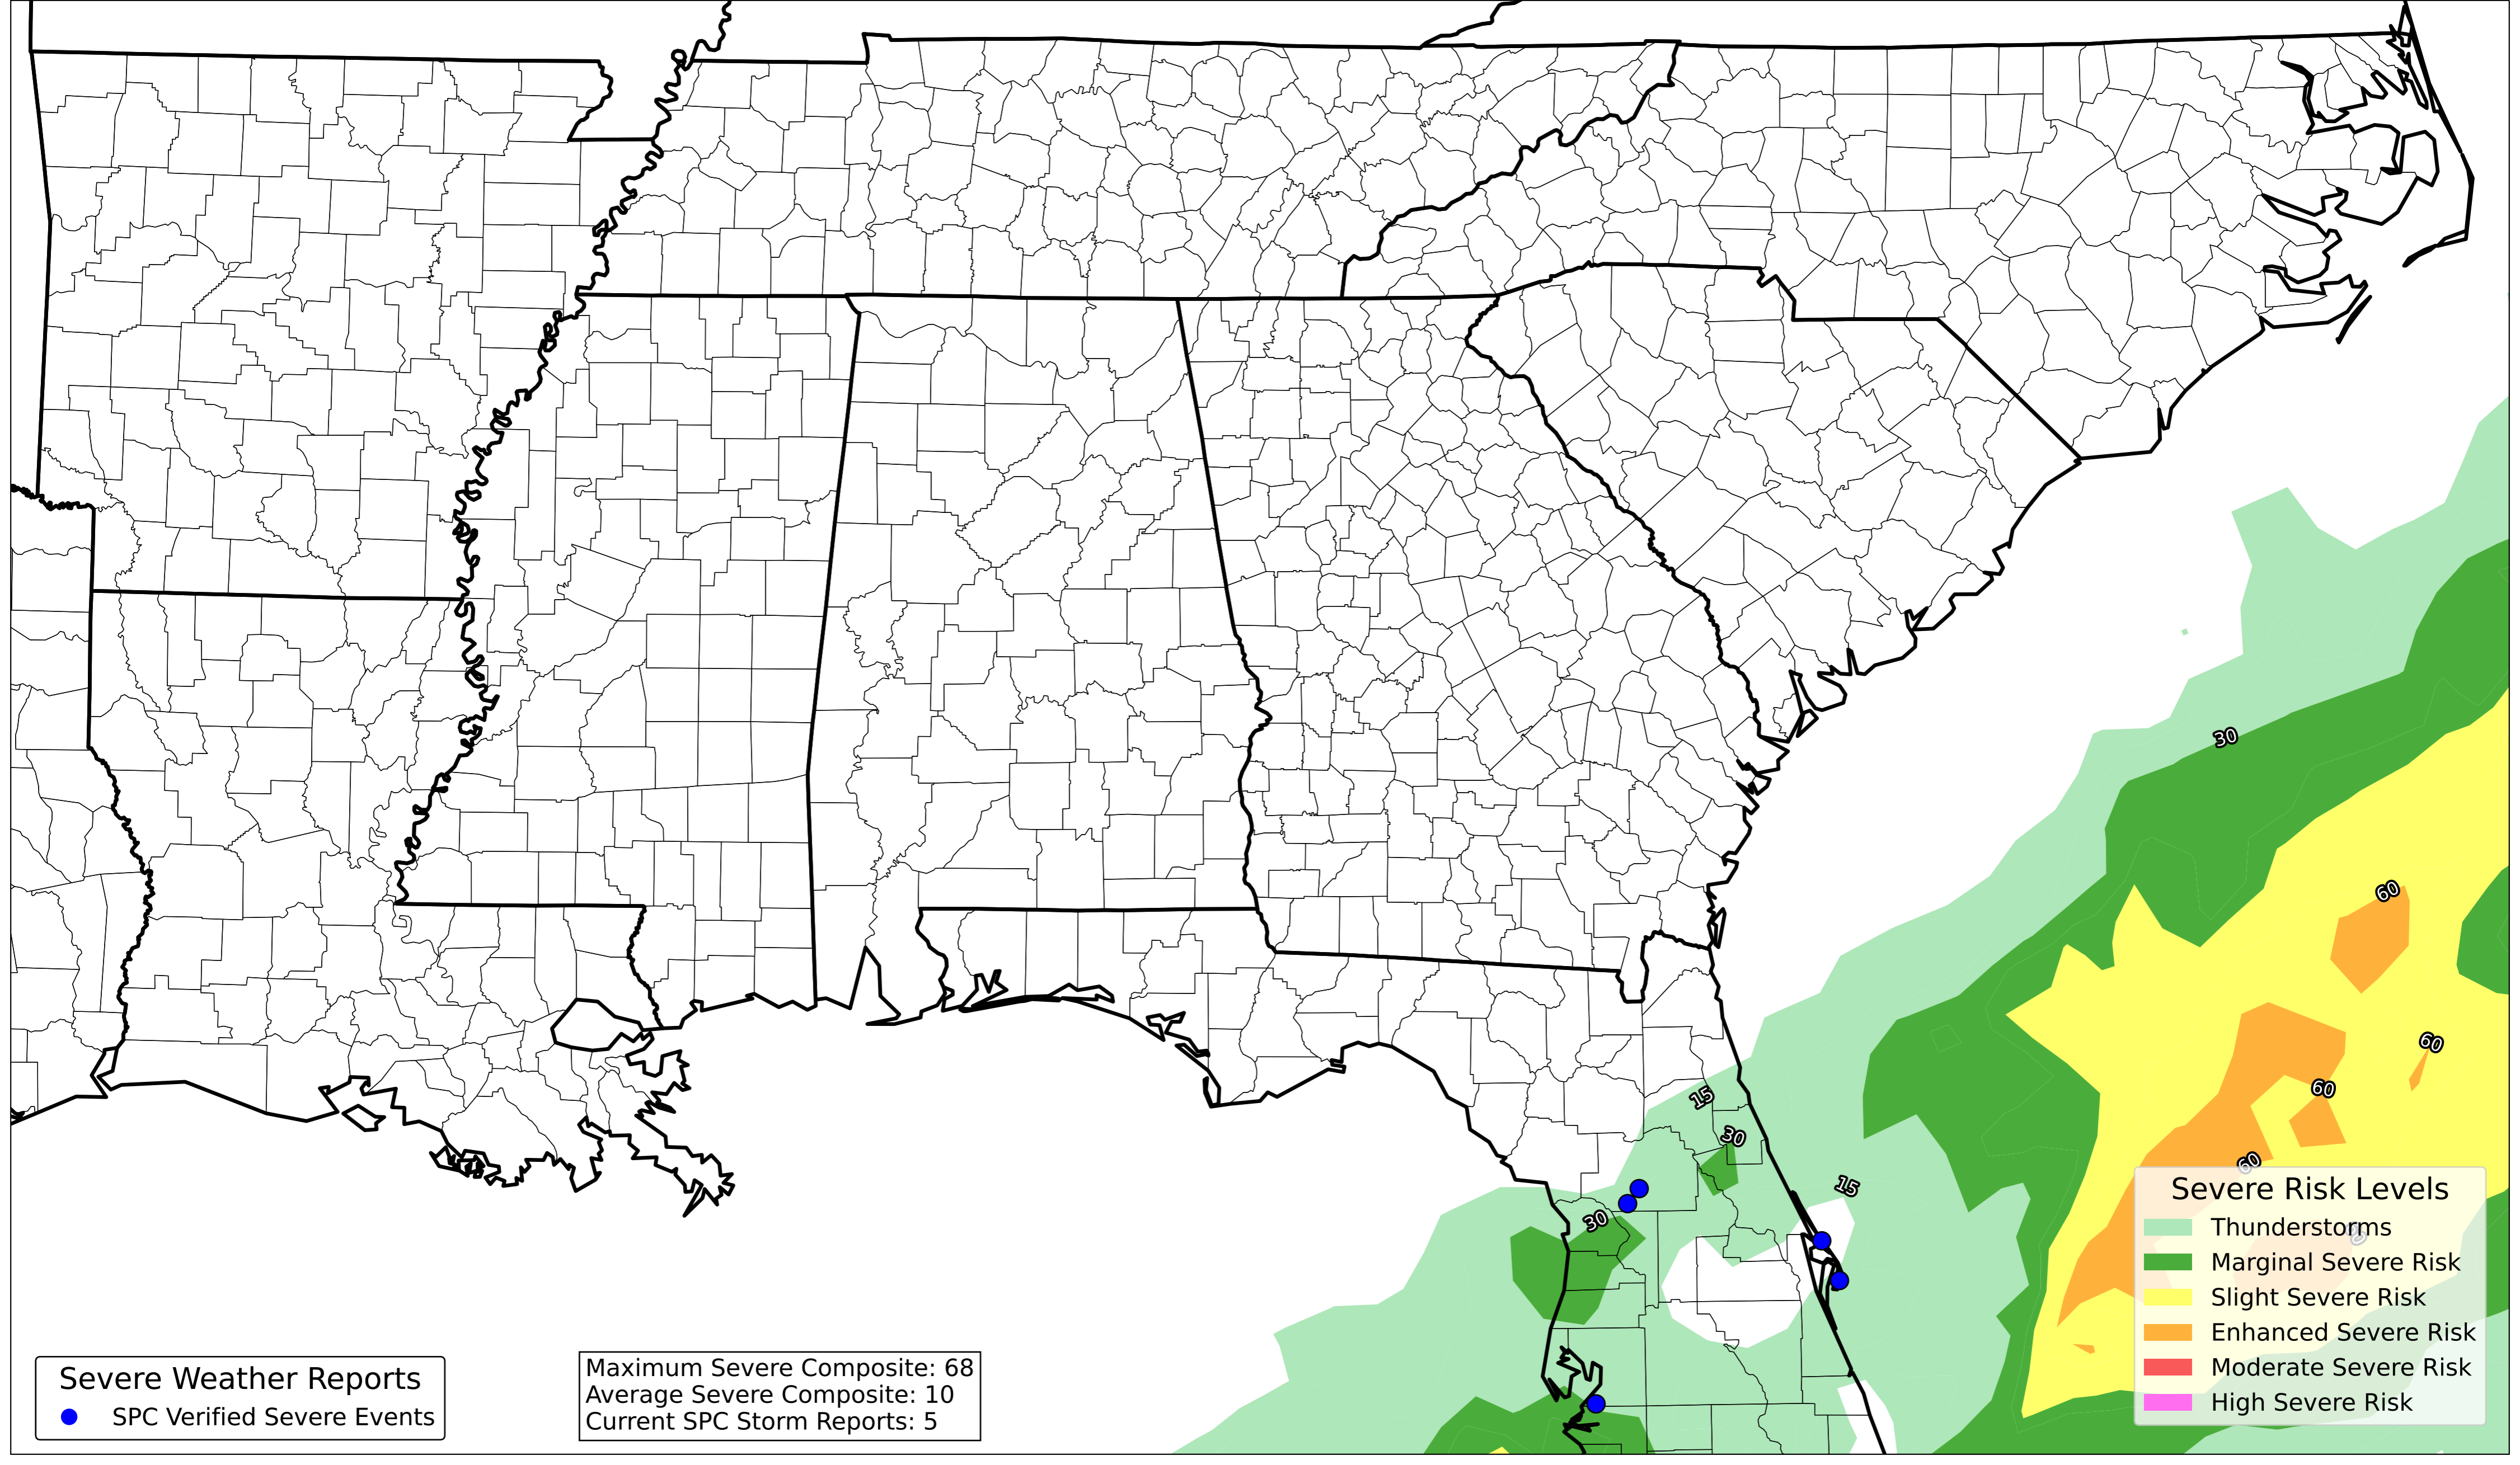 30
60
60
60
15
30
60
15
30
Severe Risk Levels
Thunderstorms
Marginal Severe Risk
Slight Severe Risk
Enhanced Severe Risk
Moderate Severe Risk
High Severe Risk
Severe Weather Reports
SPC Verified Severe Events
Maximum Severe Composite: 68
Average Severe Composite: 10
Current SPC Storm Reports: 5